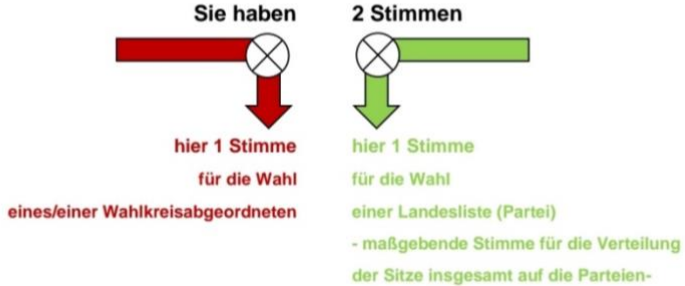 Sie haben 2 Stimmen
hier 1 Stimme
für die Wahl
eines/einer Wahlkreisabgeordneten
hier 1 Stimme
für die Wahl
einer Landesliste (Partei)
- maßgebende Stimme für die Verteilung
der Sitze insgesamt auf die Parteien-